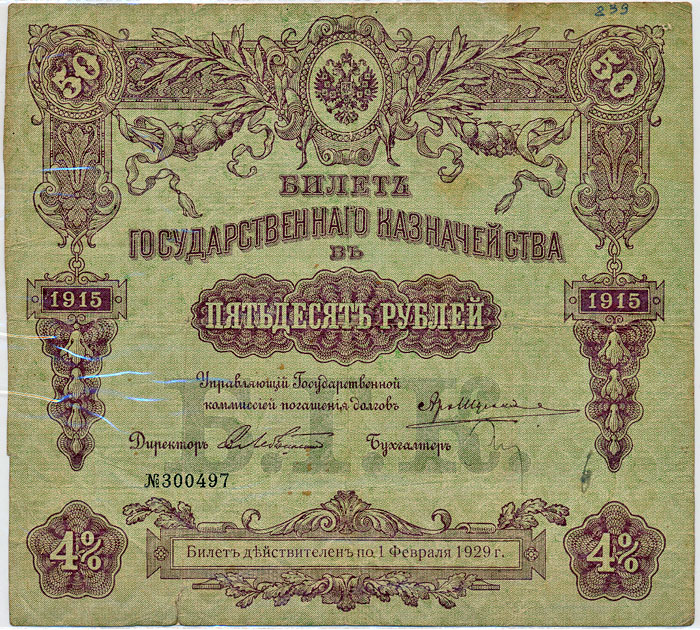 239
50 50
БИЛЕТЪ
ГОСУДАРСТВЕННАГО КАЗНАЧЕЙСТВА
ВЪ
1915 1915
ПЯТЬДЕСЯТЪ РУБЛЕЙ
Управляющій Государственной
коммиссіей погашенія долговъ
Директоръ Бухгалтеръ
№300497
4% 4%
Билетъ дѣйствителенъ по 1 Февраля 1929 г.